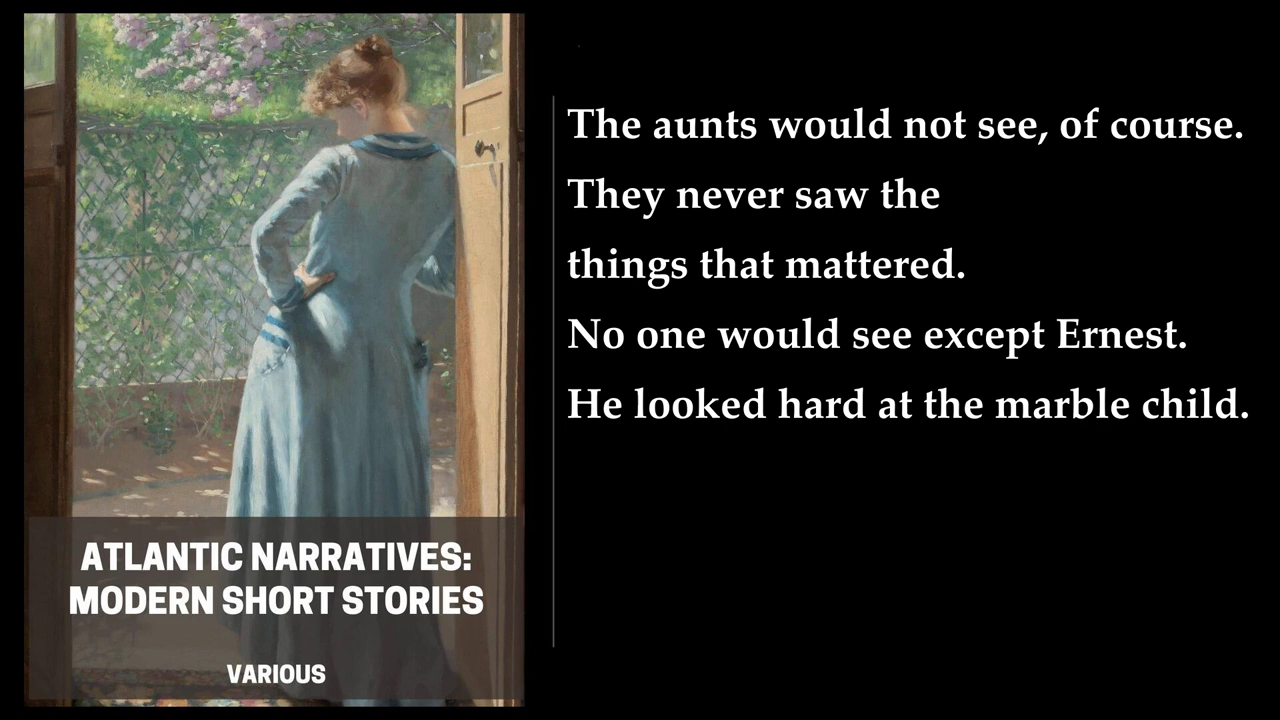 ATLANTIC NARRATIVES:
MODERN SHORT STORIES
VARIOUS
The aunts would not see, of course.
They never saw the
things that mattered.
No one would see except Ernest.
He looked hard at the marble child.